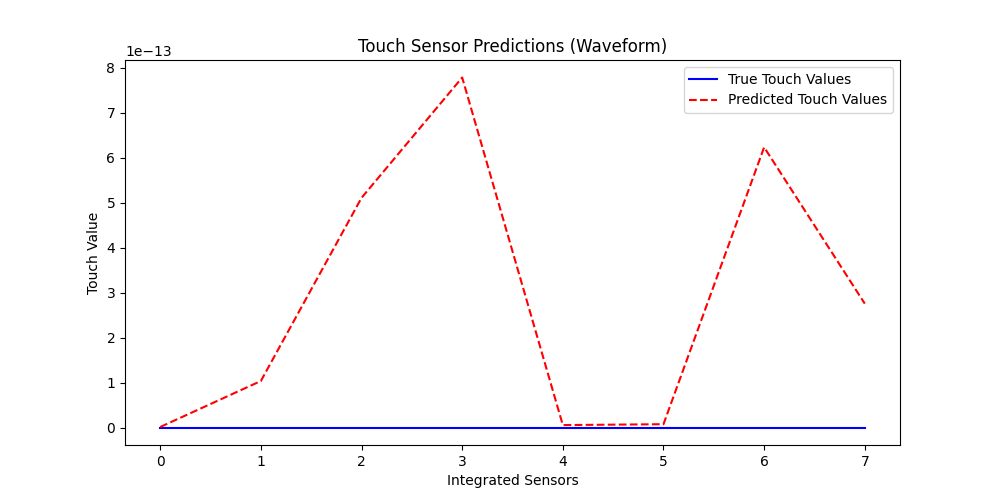 Touch Sensor Predictions (Waveform)
1e−13
True Touch Values
Predicted Touch Values
8
7
6
5
4
3
2
1
0
Touch Value
0 1 2 3 4 5 6 7
Integrated Sensors